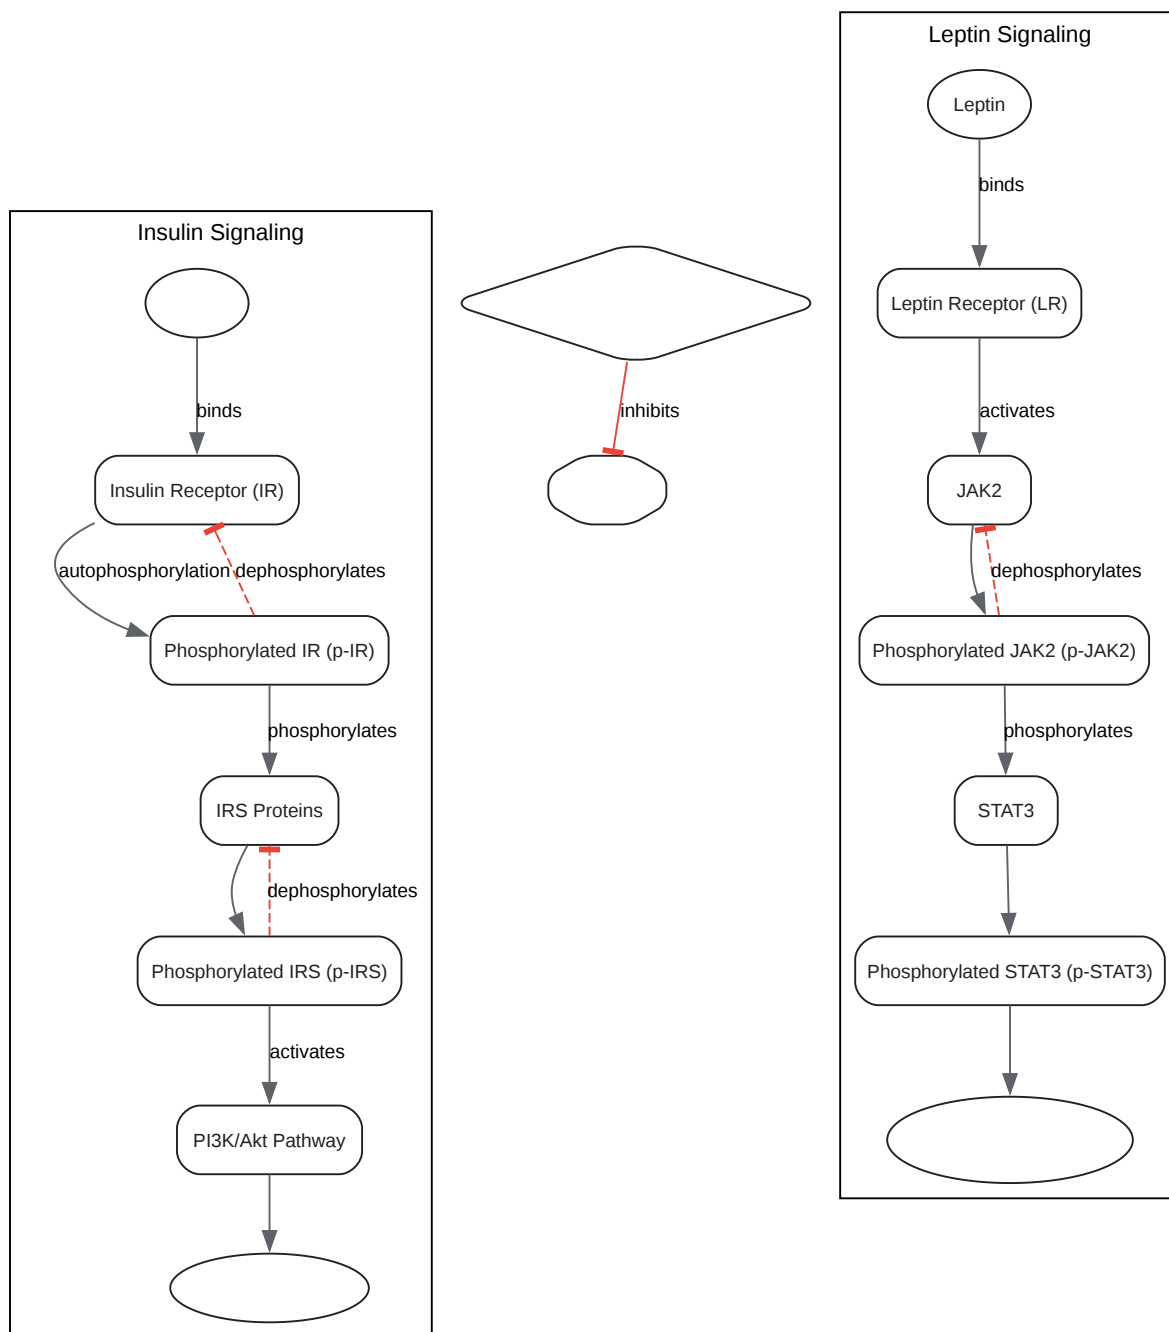 Insulin Signaling
binds
Insulin Receptor (IR)
autophosphorylation
dephosphorylates
Phosphorylated IR (p-IR)
phosphorylates
IRS Proteins
dephosphorylates
Phosphorylated IRS (p-IRS)
activates
PI3K/Akt Pathway
inhibits
Leptin Signaling
Leptin
binds
Leptin Receptor (LR)
activates
JAK2
dephosphorylates
Phosphorylated JAK2 (p-JAK2)
phosphorylates
STAT3
Phosphorylated STAT3 (p-STAT3)